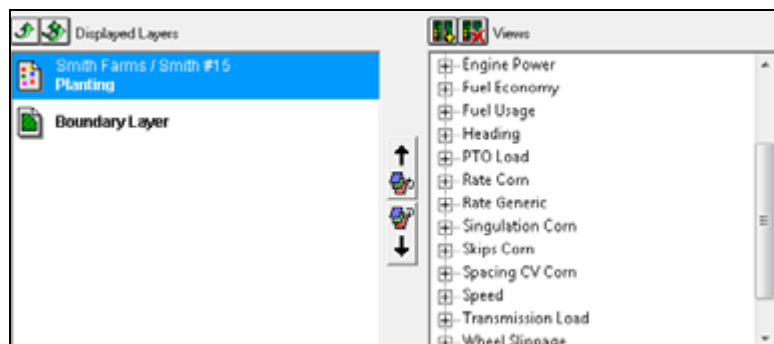 Displayed Layers
Smith Farms / Smith #15
Planting
Boundary Layer
Views
Engine Power
Fuel Economy
Fuel Usage
Heading
PTO Load
Rate Corn
Rate Generic
Singulation Corn
Skips Corn
Spacing CV Corn
Speed
Transmission Load
Wheel Slippage